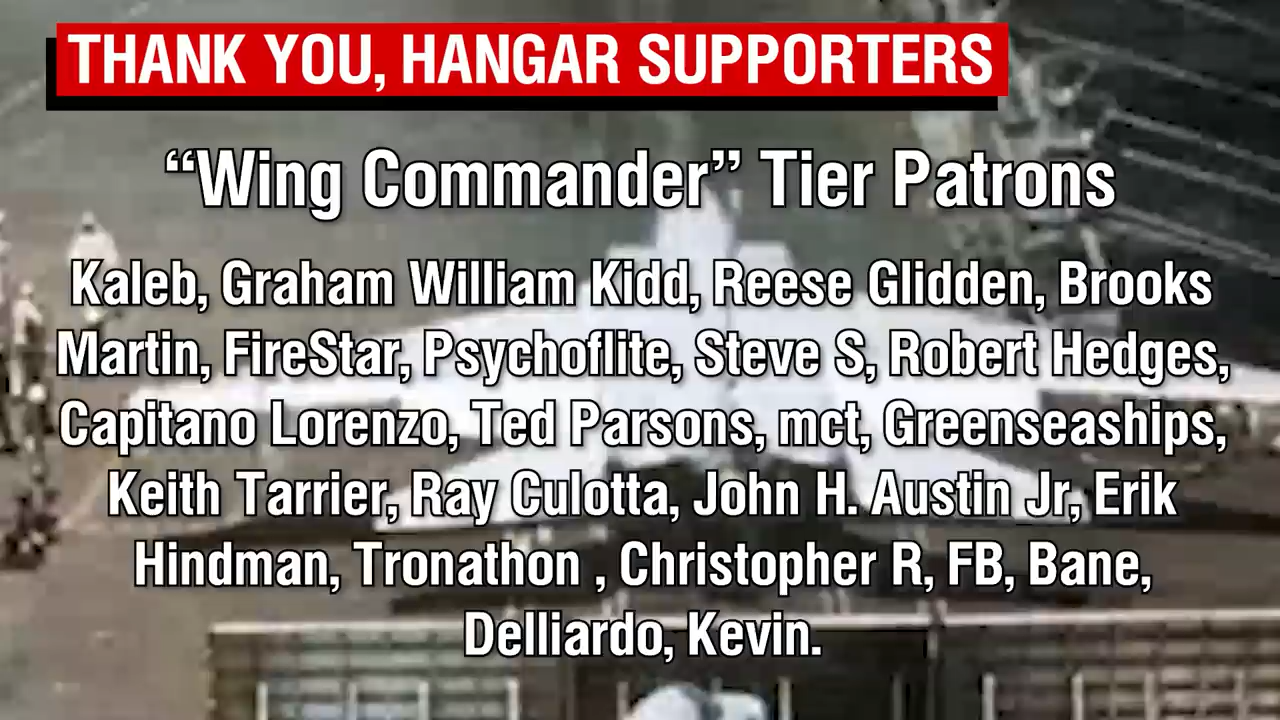 THANK YOU, HANGAR SUPPORTERS
“Wing Commander” Tier Patrons
Kaleb, Graham William Kidd, Reese Glidden, Brooks
Martin, FireStar, Psychoflite, Steve S, Robert Hedges,
Capitano Lorenzo, Ted Parsons, mct, Greenseaships,
Keith Tarrier, Ray Culotta, John H. Austin Jr, Erik
Hindman, Tronathon , Christopher R, FB, Bane,
Delliardo, Kevin.